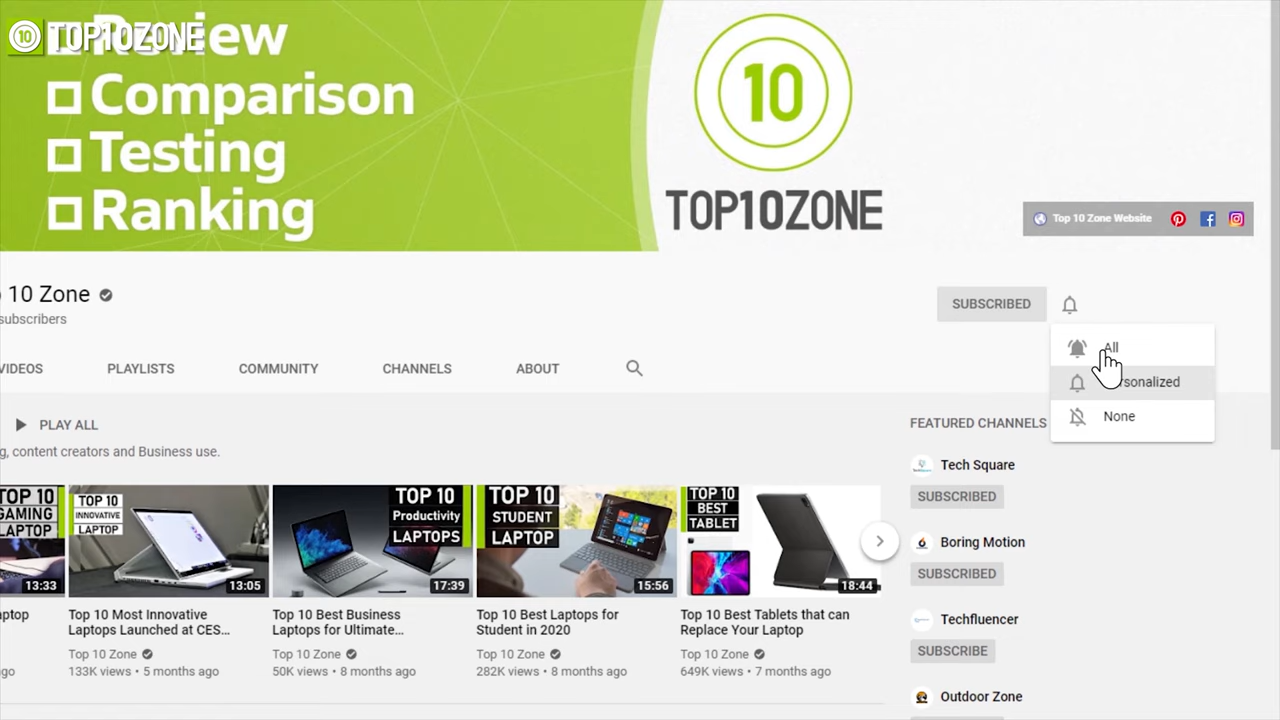 TOP10ZONE
Review
Comparison
Testing
Ranking
10
TOP10ZONE
Top 10 Zone Website
10 Zone
subscribers
SUBSCRIBED
All
None
VIDEOS
PLAYLISTS
COMMUNITY
CHANNELS
ABOUT
PLAY ALL
g, content creators and Business use.
TOP 10
GAMING
LAPTOP
13:33
TOP 10
INNOVATIVE
LAPTOP
13:05
TOP 10
Productivity
LAPTOPS
17:39
TOP 10
STUDENT
LAPTOP
15:56
TOP 10
BEST
TABLET
18:44
aptop
go
Top 10 Most Innovative
Laptops Launched at CES...
Top 10 Zone
133K views • 5 months ago
Top 10 Best Business
Laptops for Ultimate...
Top 10 Zone
50K views • 8 months ago
Top 10 Best Laptops for
Student in 2020
Top 10 Zone
282K views • 8 months ago
Top 10 Best Tablets that can
Replace Your Laptop
Top 10 Zone
649K views • 7 months ago
FEATURED CHANNELS
Tech Square
SUBSCRIBED
Boring Motion
SUBSCRIBED
Techfluencer
SUBSCRIBE
Outdoor Zone